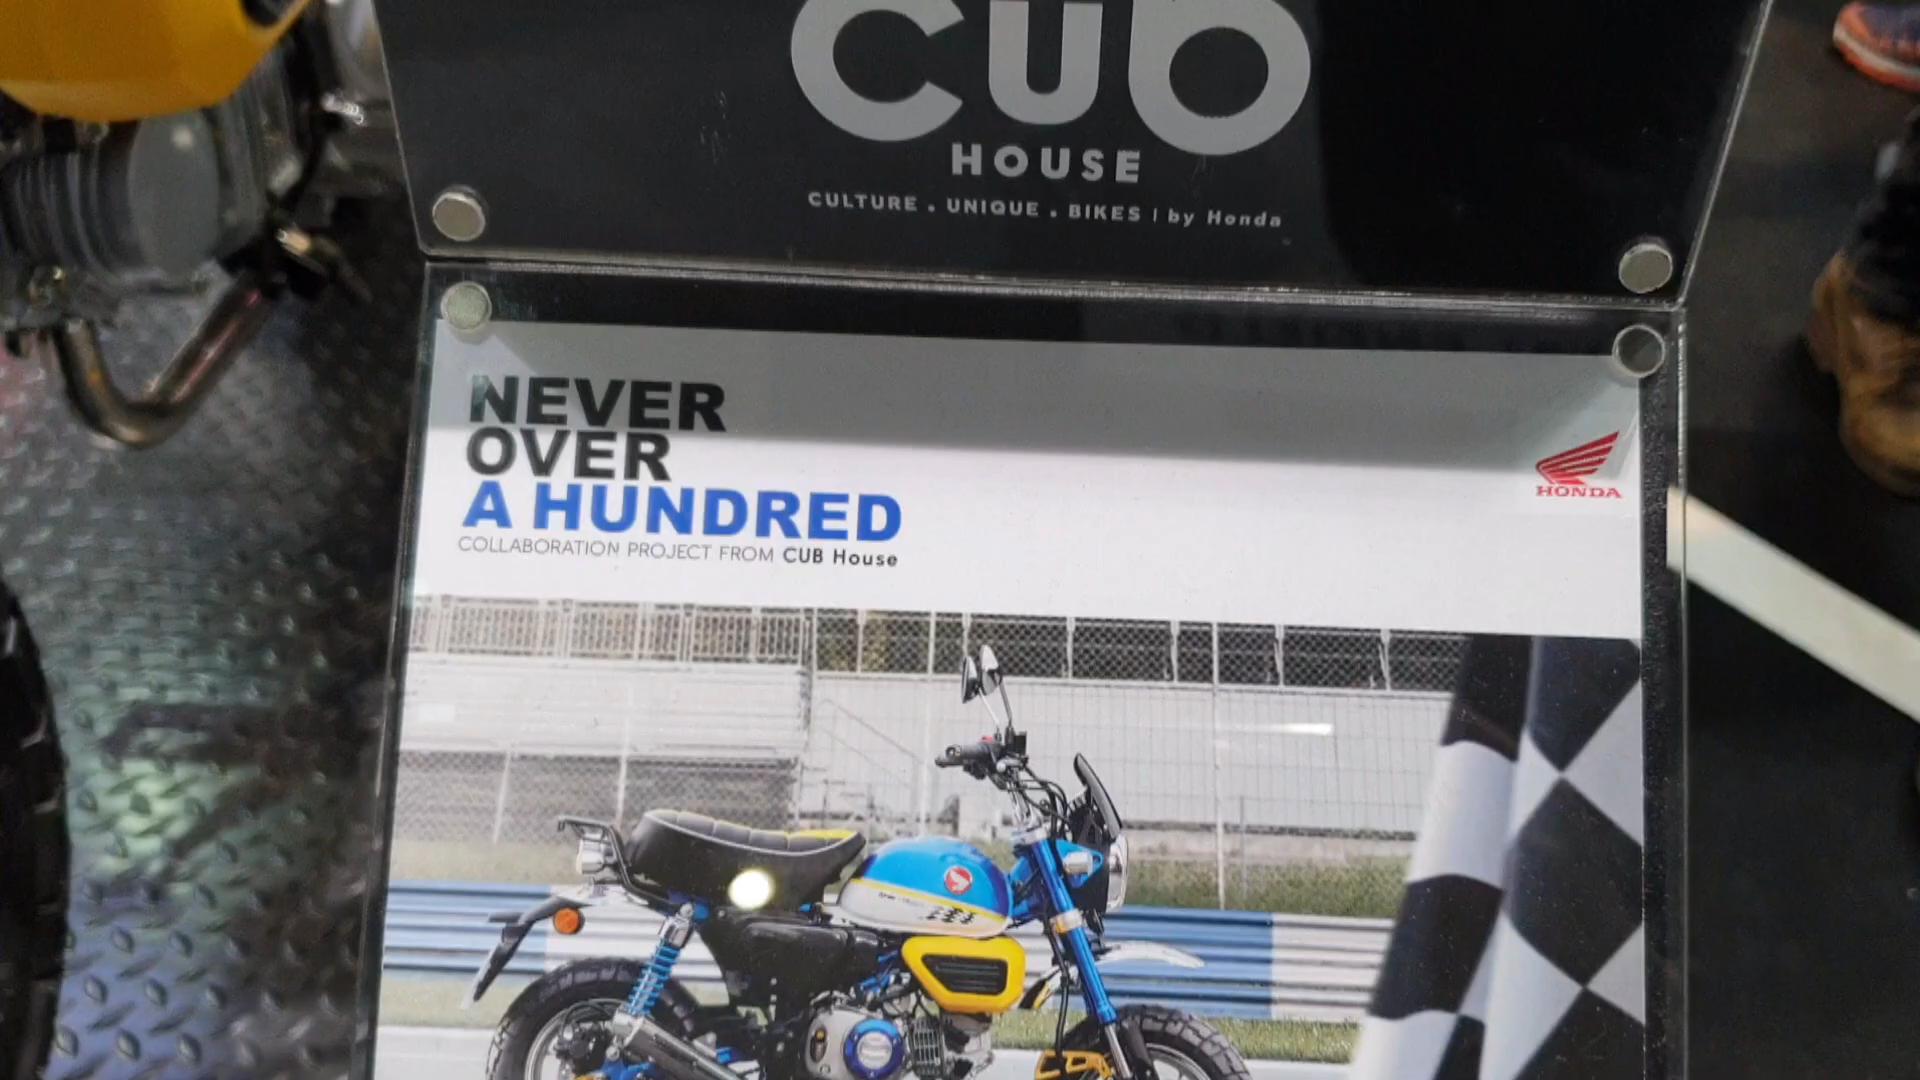 CUB
HOUSE
CULTURE . UNIQUE . BIKES | by Honda
NEVER
OVER
A HUNDRED
COLLABORATION PROJECT FROM CUB House
HONDA